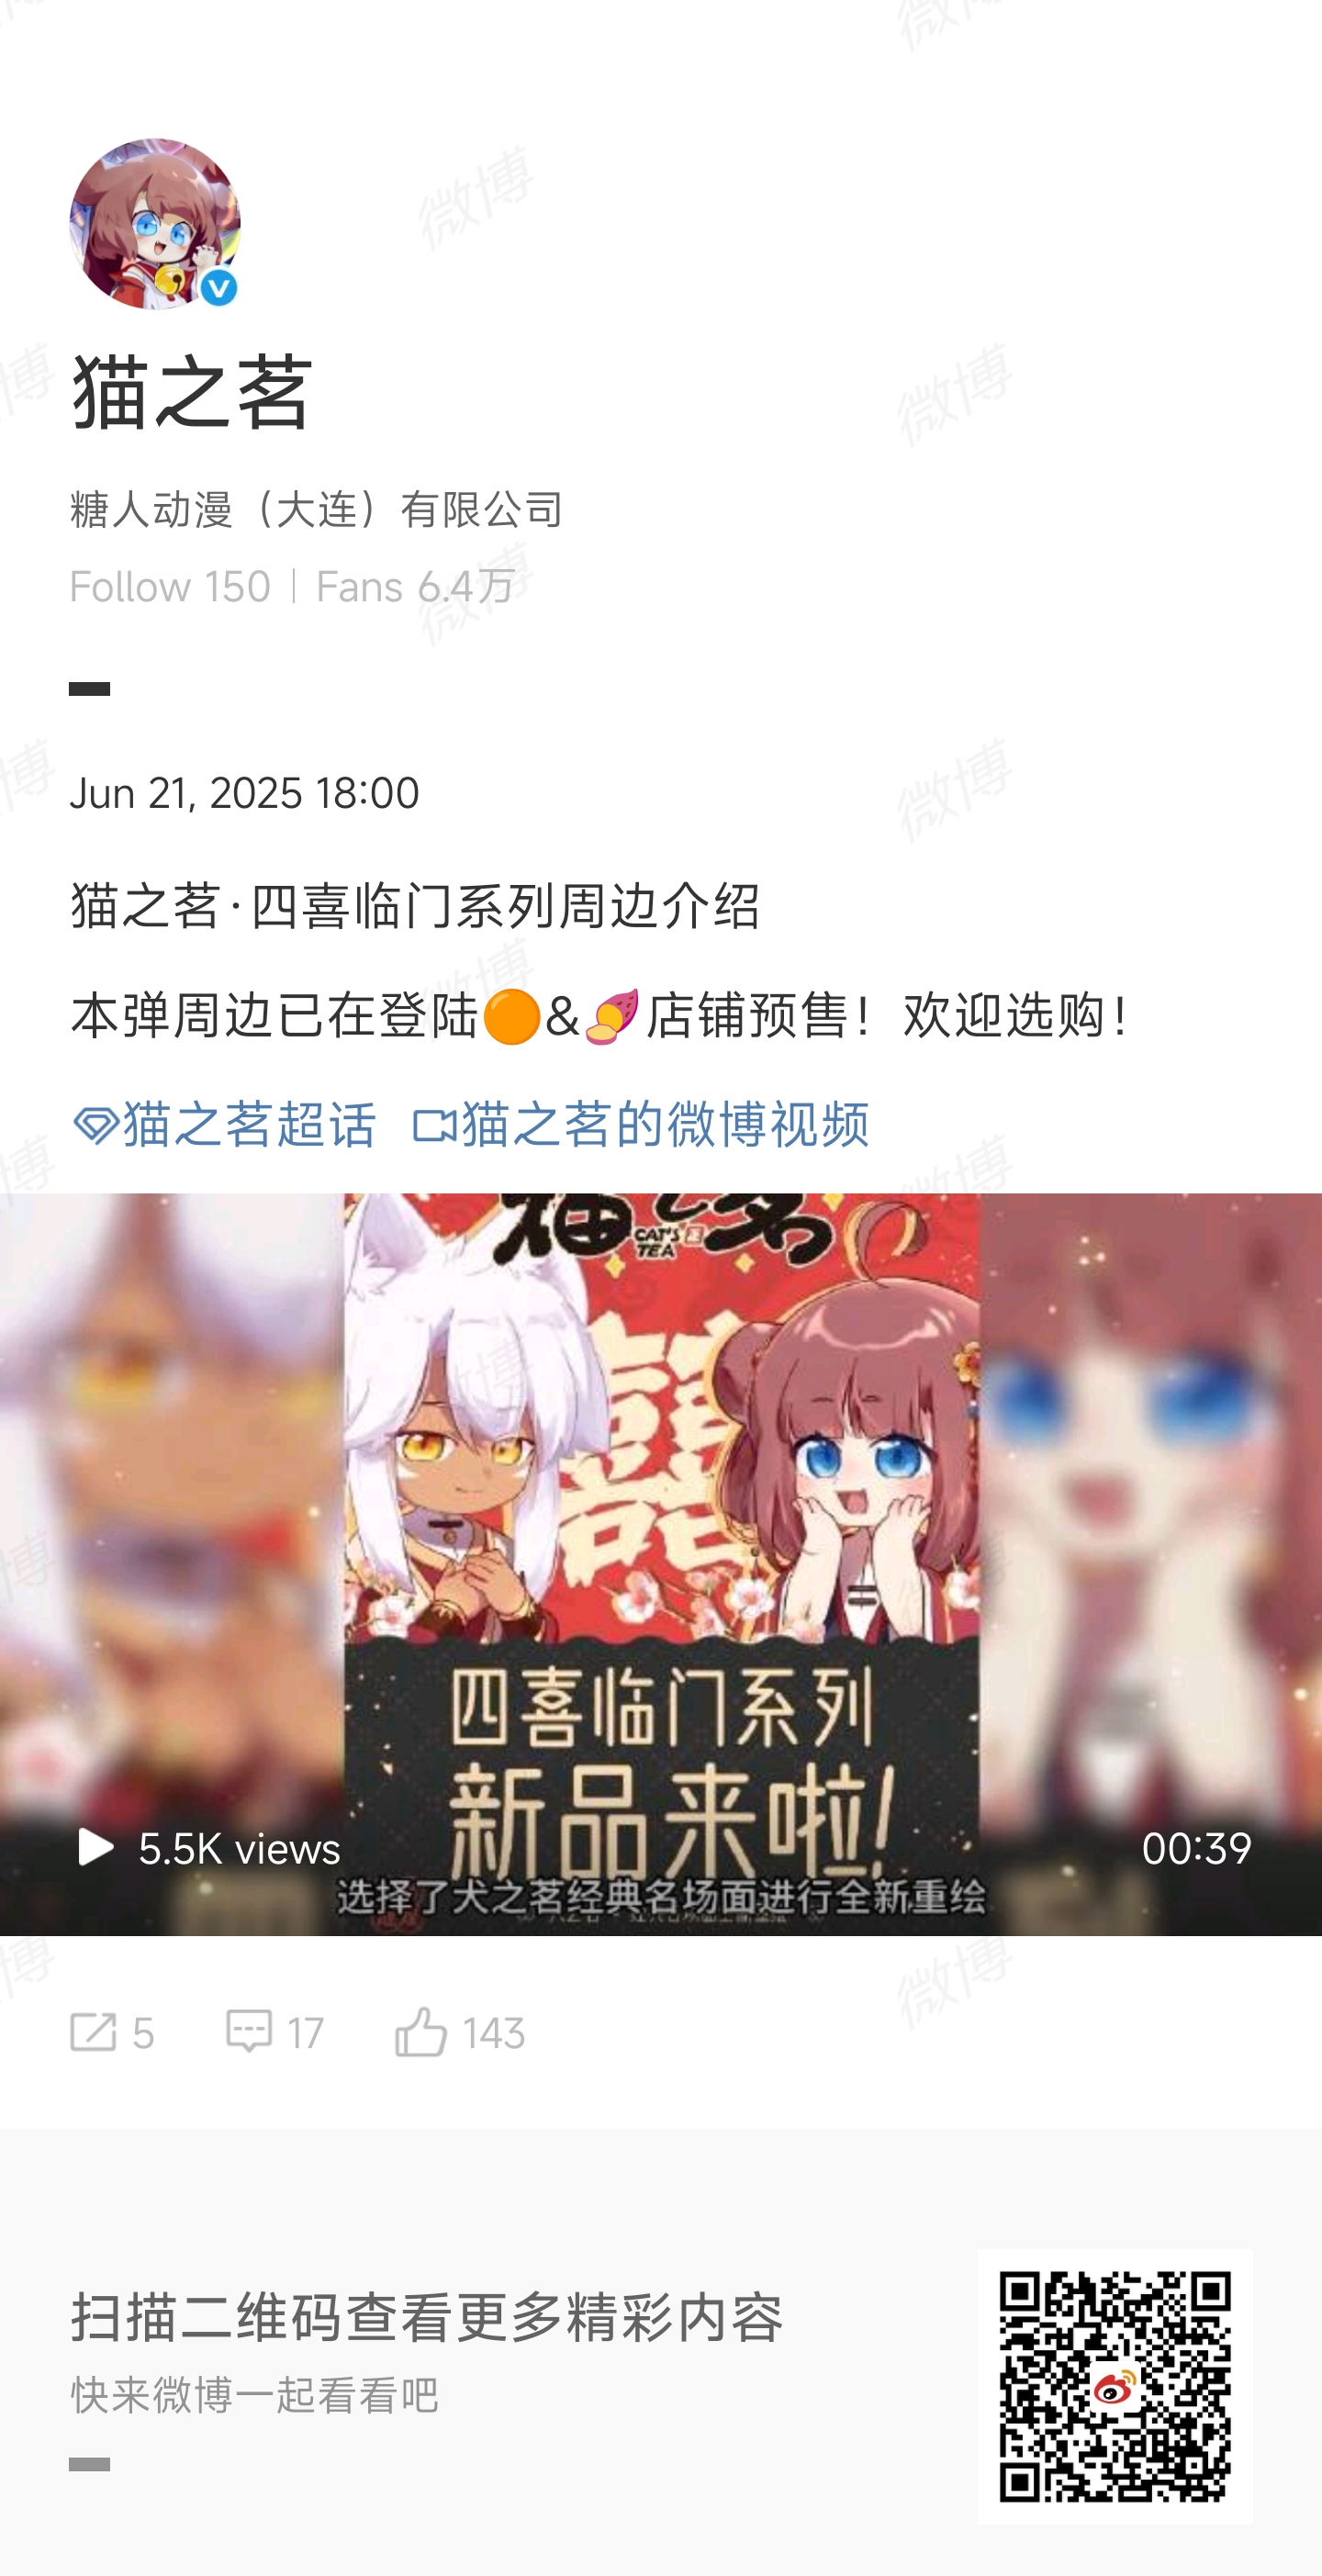 猫之茗
糖人动漫（大连）有限公司
Follow 150 | Fans 6.4万
Jun 21, 2025 18:00
猫之茗·四喜临门系列周边介绍
本弹周边已在登陆🟠&🍠店铺预售！欢迎选购！
猫之茗超话 猫之茗的微博视频
猫之茗
CAT'S
TEA
囍
四喜临门系列
新品来啦!
5.5K views
00:39
选择了犬之茗经典名场面进行全新重绘
5 17 143
扫描二维码查看更多精彩内容
快来微博一起看看吧
微博